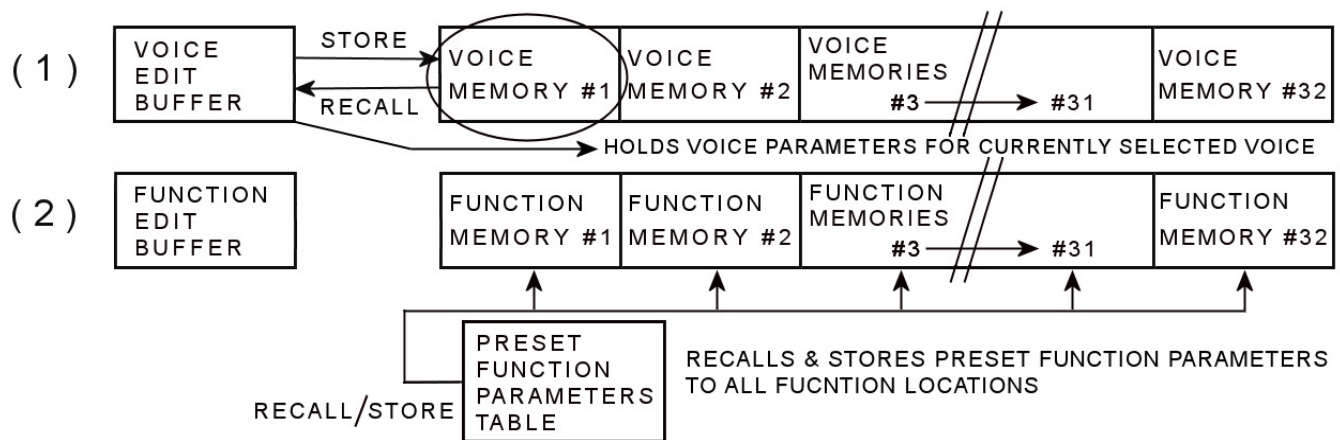 (1)
VOICE
EDIT
BUFFER
STORE
RECALL
VOICE
MEMORY #1
VOICE
MEMORY #2
VOICE
MEMORIES
#3
#31
VOICE
MEMORY #32
HOLDS VOICE PARAMETERS FOR CURRENTLY SELECTED VOICE
(2)
FUNCTION
EDIT
BUFFER
FUNCTION
MEMORY #1
FUNCTION
MEMORY #2
FUNCTION
MEMORIES
#3
#31
FUNCTION
MEMORY #32
RECALL/STORE
PRESET
FUNCTION
PARAMETERS
TABLE
RECALLS & STORES PRESET FUNCTION PARAMETERS
TO ALL FUCNTION LOCATIONS